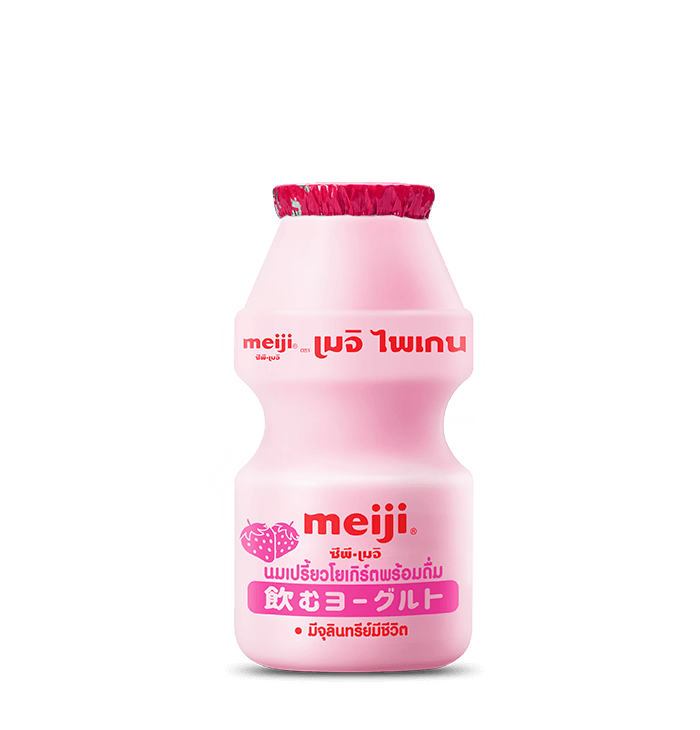 meiji® ตรา เมจิ ไพเกน
ซีพี-เมจิ
meiji®
ซีพี-เมจิ
นมเปรี้ยวโยเกิร์ตพร้อมดื่ม
飲むヨーグルト
• มีจุลินทรีย์มีชีวิต